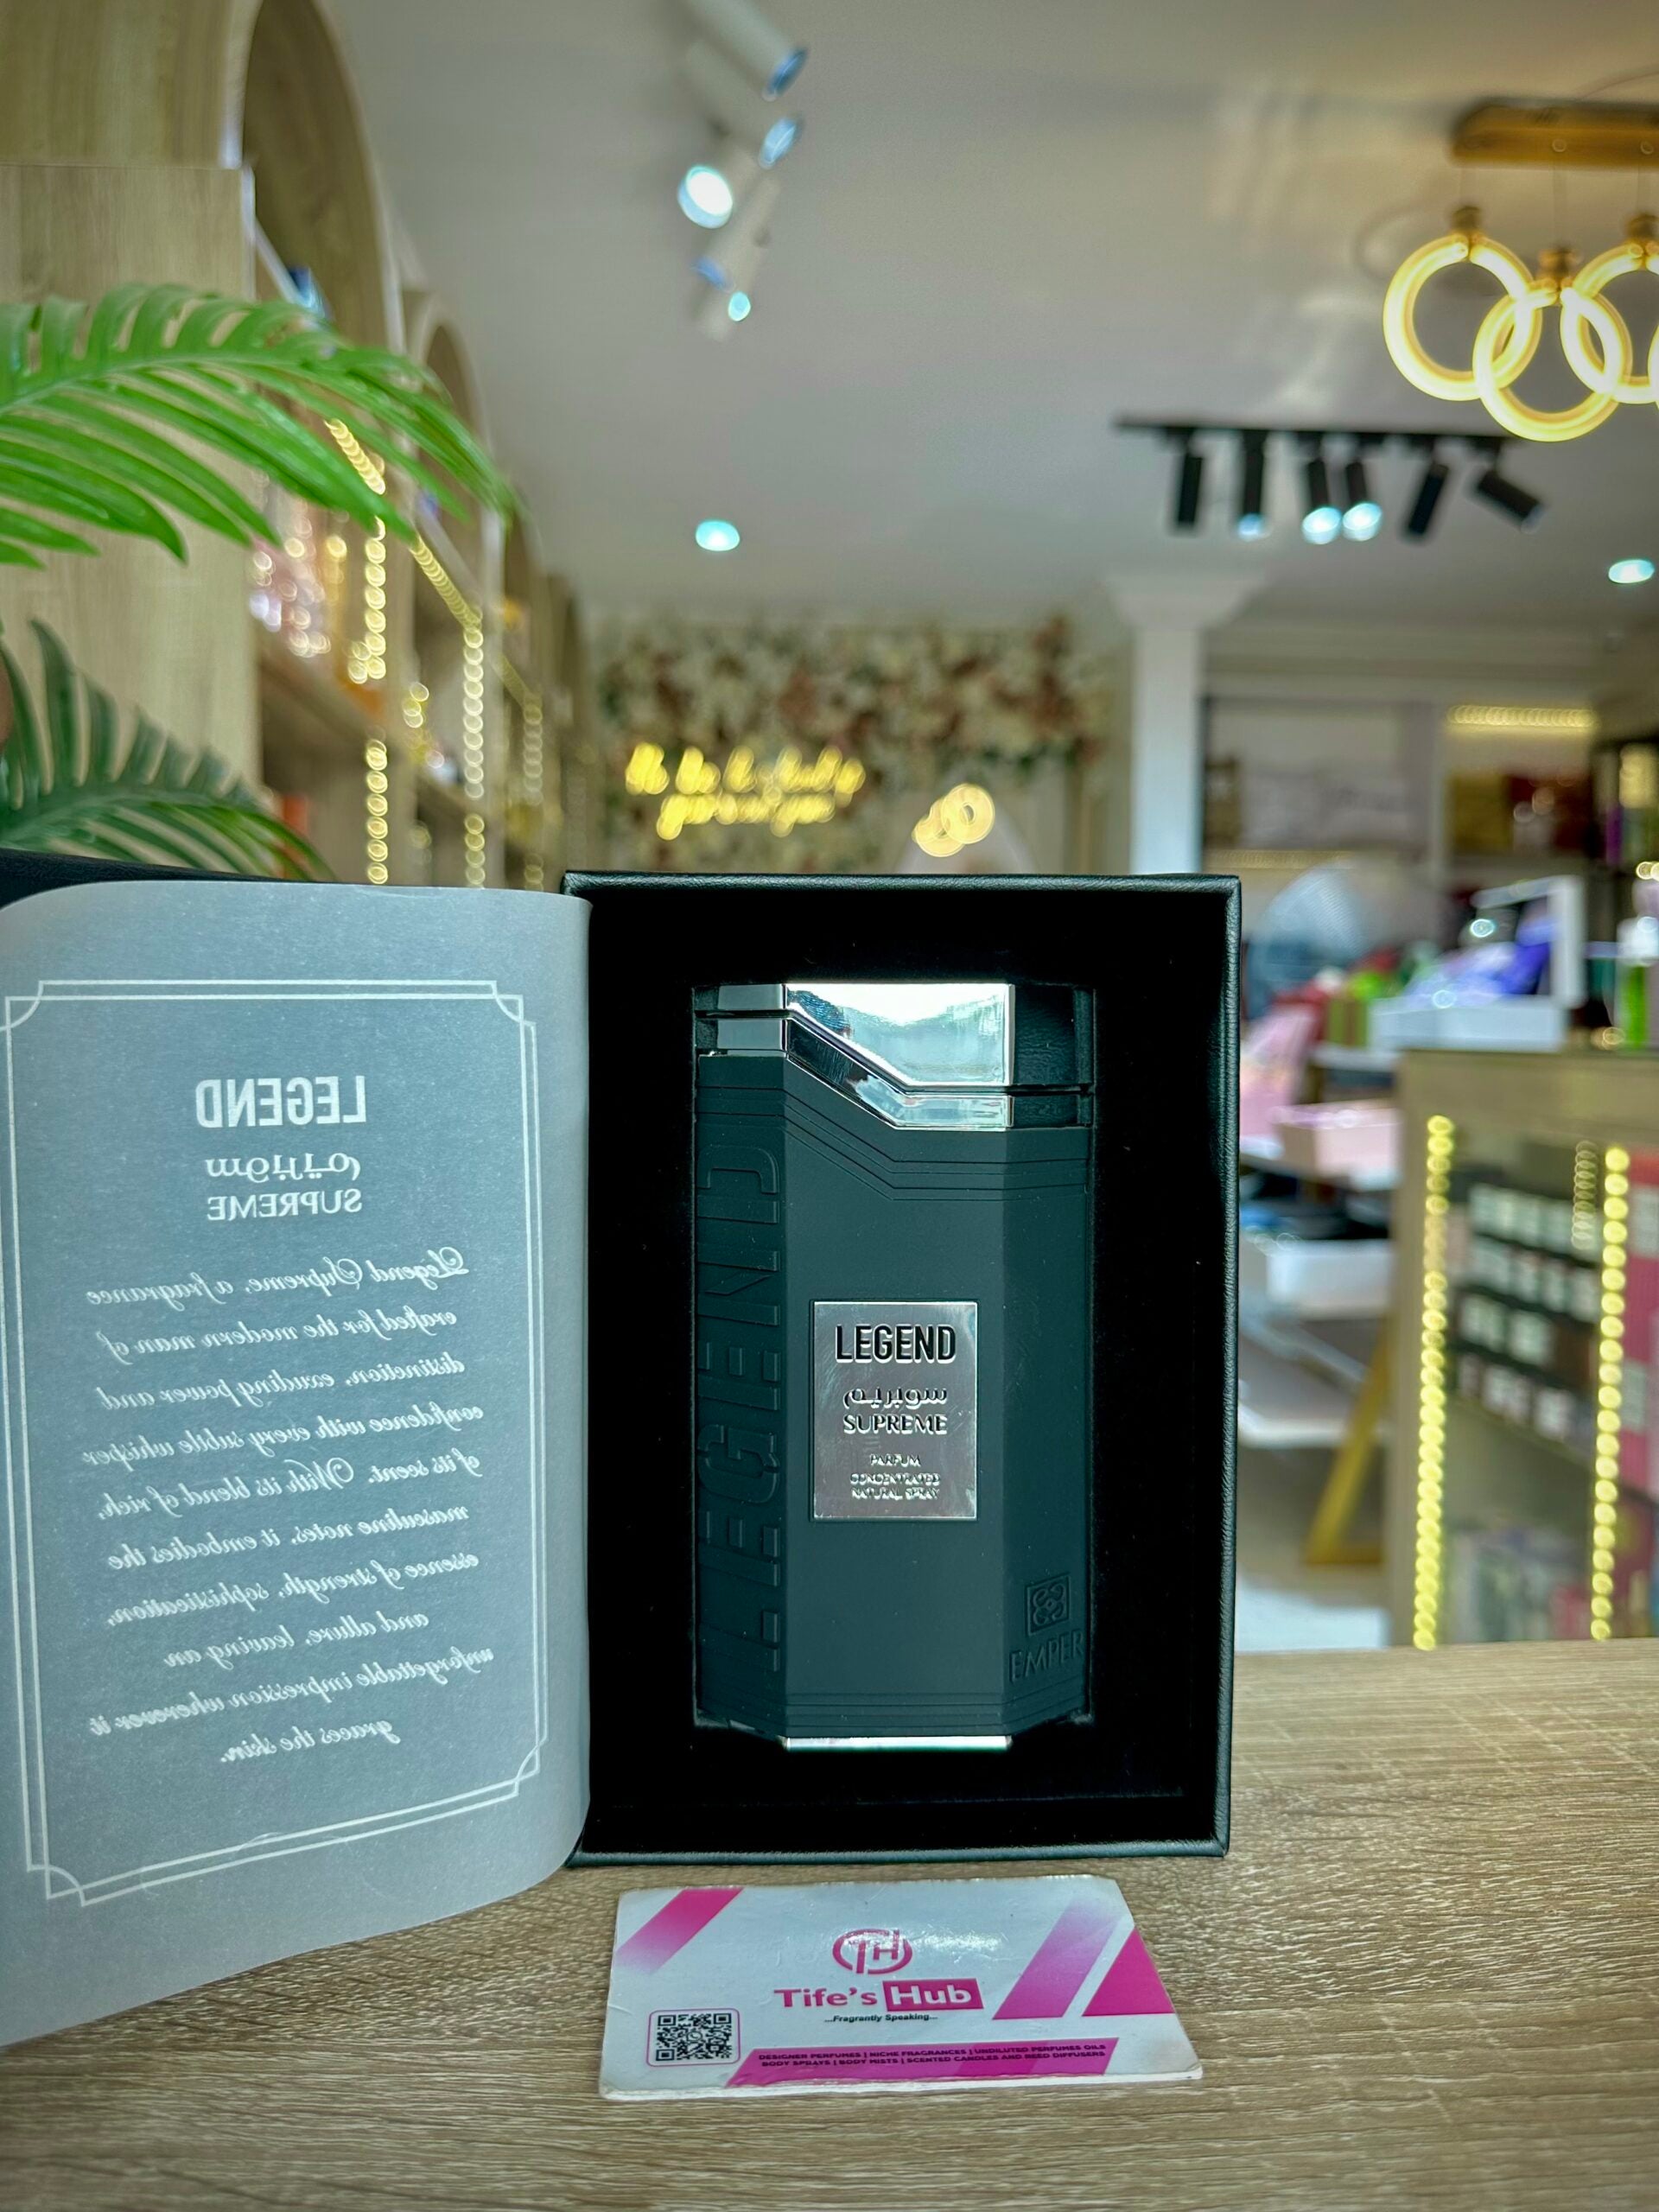 LEGEND
سوبريم
SUPREME
Legend Supreme, a fragrance
crafted for the modern man of
distinction, exuding power and
confidence with every subtle whisper
of its scent. With its blend of rich,
masculine notes, it embodies the
essence of strength, sophistication,
and allure, leaving an
unforgettable impression wherever it
graces the skin.
LEGEND
LEGEND
سوبريم
SUPREME
PARFUM
CONCENTRATED
NATURAL SPRAY
EMPER
TH
Tife's Hub
...Fragrantly Speaking...
DESIGNER PERFUMES | NICHE FRAGRANCES | UNDILUTED PERFUMES OILS
BODY SPRAYS | BODY MISTS | SCENTED CANDLES AND REED DIFFUSERS